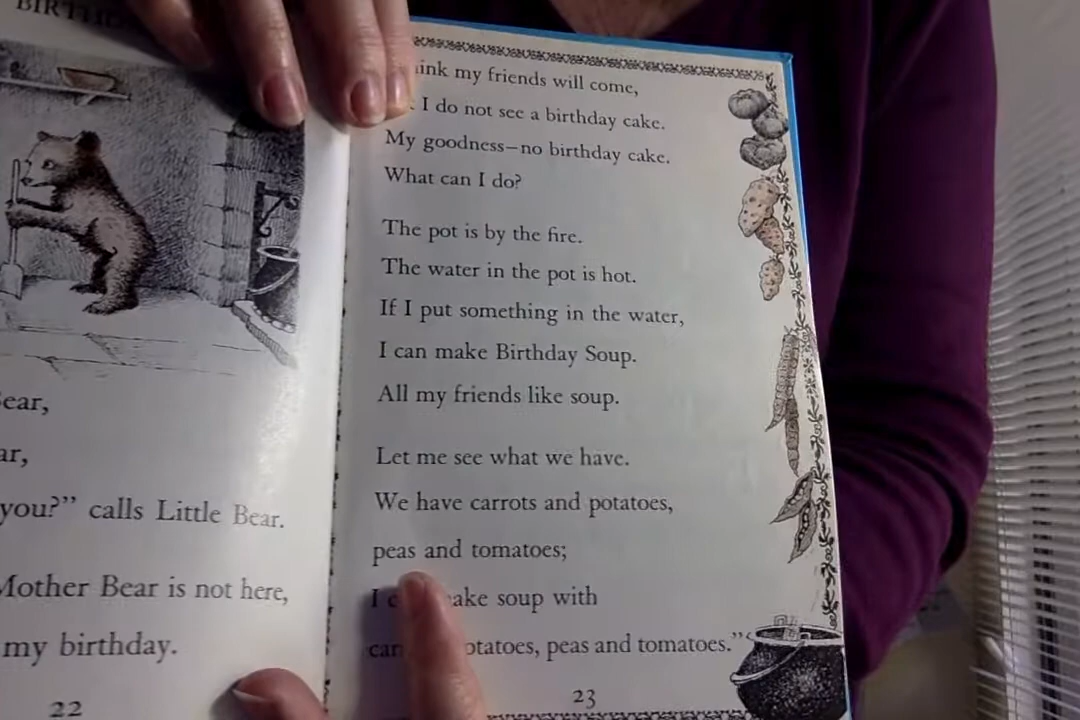 BIRTHD
ear,
ar,
you?” calls Little Bear.
Mother Bear is not here,
my birthday.
22
ink my friends will come,
I do not see a birthday cake.
My goodness—no birthday cake.
What can I do?
The pot is by the fire.
The water in the pot is hot.
If I put something in the water,
I can make Birthday Soup.
All my friends like soup.
Let me see what we have.
We have carrots and potatoes,
peas and tomatoes;
I c ake soup with
car otatoes, peas and tomatoes.”
23